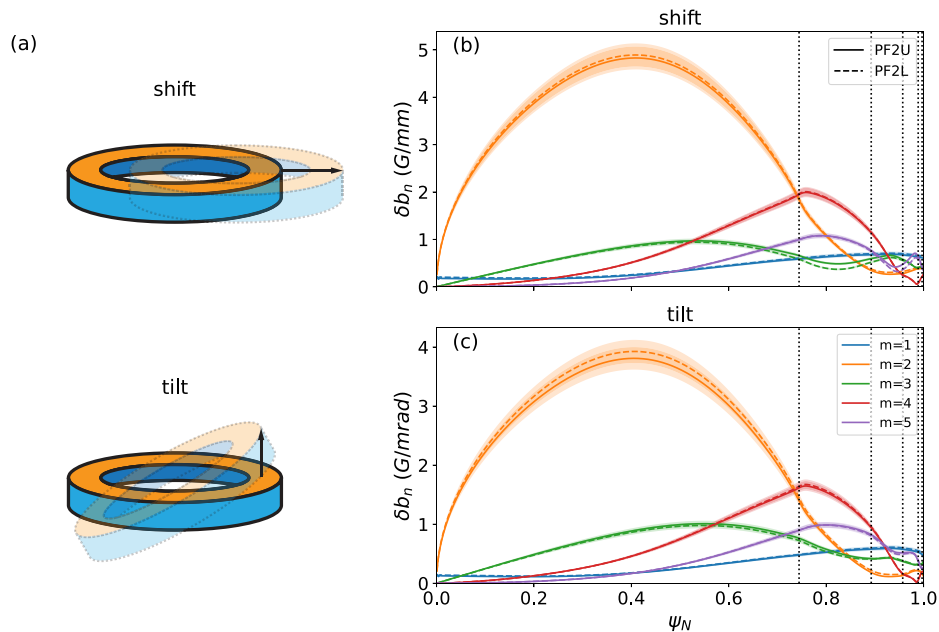 (a)
shift
tilt
shift
(b)
PF2U
PF2L
δb_n (G/mm)
5
4
3
2
1
0
tilt
(c)
m=1
m=2
m=3
m=4
m=5
δb_n (G/mrad)
4
3
2
1
0
0.0 0.2 0.4 0.6 0.8 1.0
ψ_N